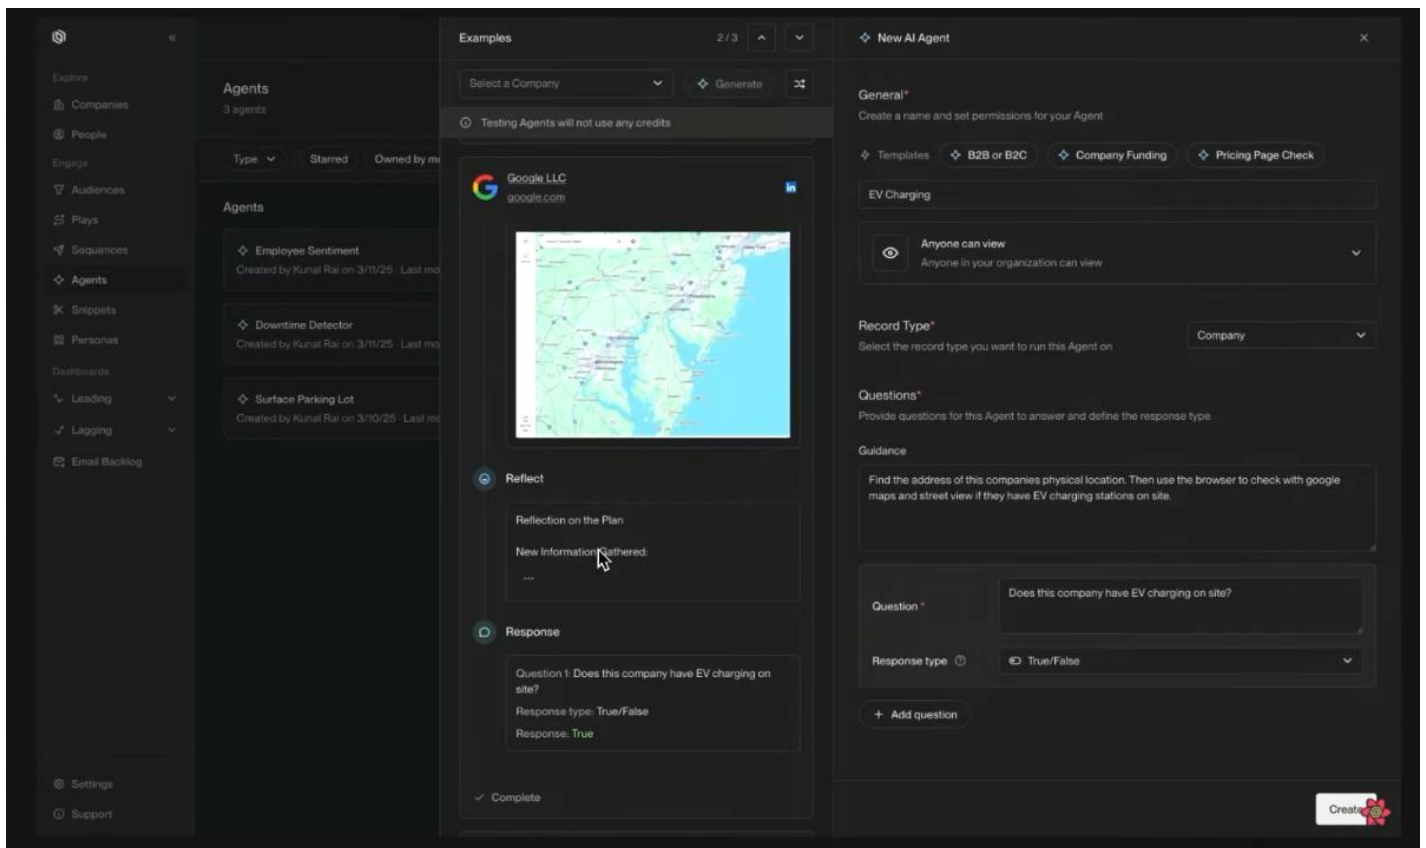 Explore
Companies
People
Engage
Audiences
Plays
Sequences
Agents
Snippets
Personas
Dashboards
Leading
Lagging
Email Backlog
Settings
Support
Agents
3 agents
Type
Starred
Owned by me
Agents
Employee Sentiment
Created by Kunal Rai on 3/11/25 · Last mo
Downtime Detector
Created by Kunal Rai on 3/11/25 · Last mo
Surface Parking Lot
Created by Kunal Rai on 3/10/25 · Last mo
Examples
2 / 3
Select a Company
Generate
Testing Agents will not use any credits
Google LLC
google.com
in
Reflect
Reflection on the Plan
New Information Gathered:
...
Response
Question 1: Does this company have EV charging on
site?
Response type: True/False
Response: True
Complete
New AI Agent
General*
Create a name and set permissions for your Agent
Templates
B2B or B2C
Company Funding
Pricing Page Check
EV Charging
Anyone can view
Anyone in your organization can view
Record Type*
Select the record type you want to run this Agent on
Company
Questions*
Provide questions for this Agent to answer and define the response type
Guidance
Find the address of this companies physical location. Then use the browser to check with google
maps and street view if they have EV charging stations on site.
Question*
Does this company have EV charging on site?
Response type
True/False
+ Add question
Create